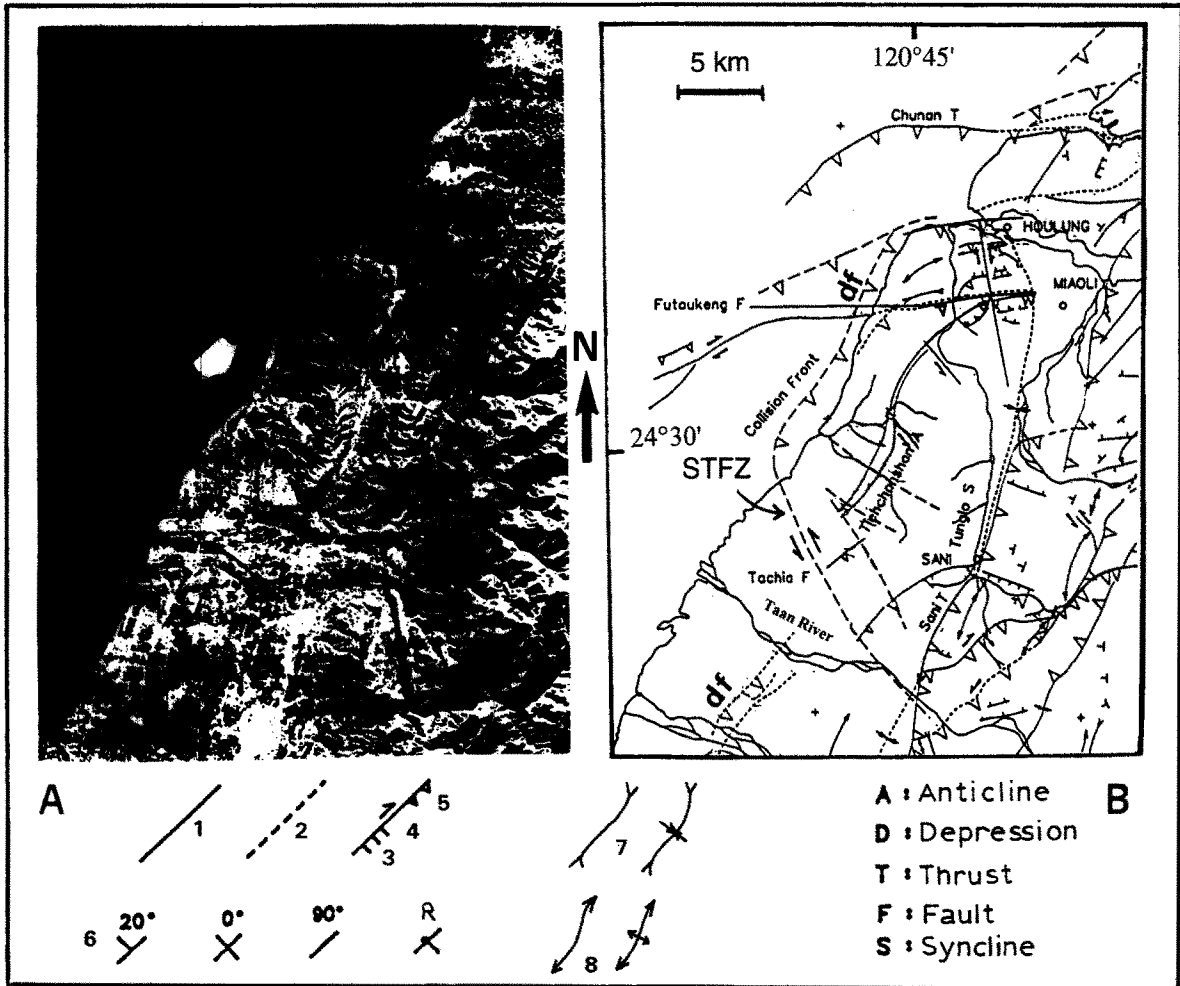 5 km
120°45'
Chunan T
HOULUNG
df
MIAOLI
Futoukeng F
N
Collision Front
24°30'
STFZ
Tunglo S
SANI
Tachia F
Sani T
Taan River
df
A
B
1
2
3
4
5
6
20°
0°
90°
R
7
8
A : Anticline
D : Depression
T : Thrust
F : Fault
S : Syncline